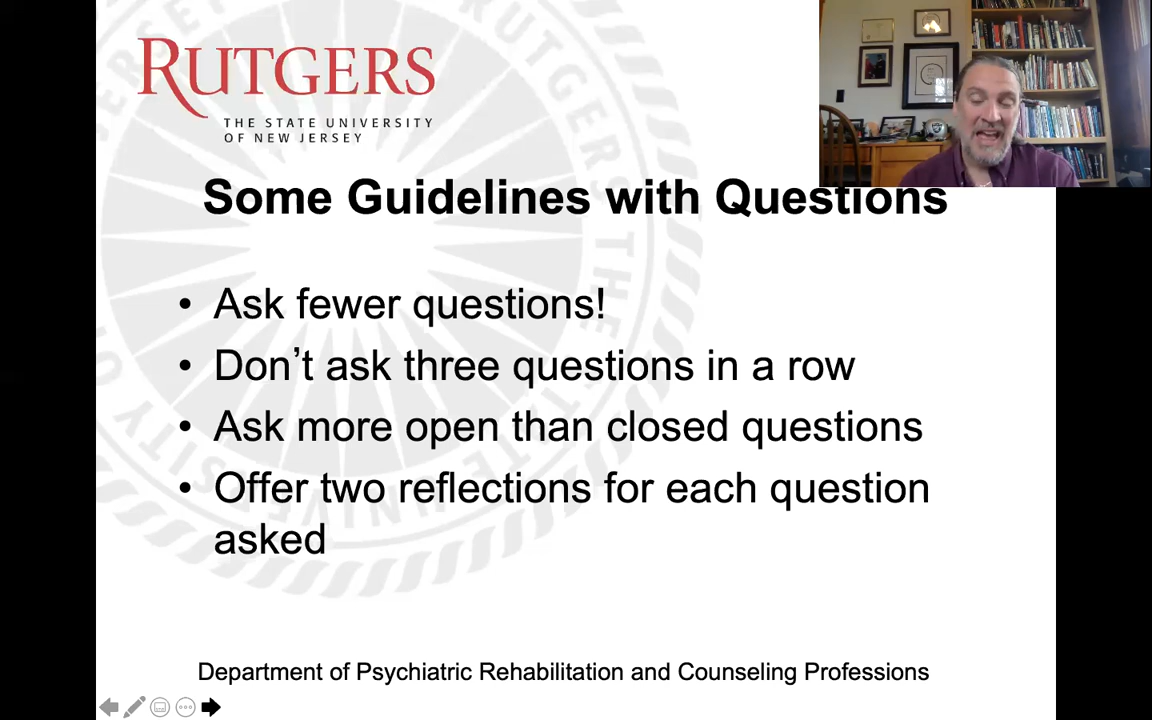 RUTGERS
THE STATE UNIVERSITY
OF NEW JERSEY
Some Guidelines with Questions
• Ask fewer questions!
• Don’t ask three questions in a row
• Ask more open than closed questions
• Offer two reflections for each question
asked
Department of Psychiatric Rehabilitation and Counseling Professions